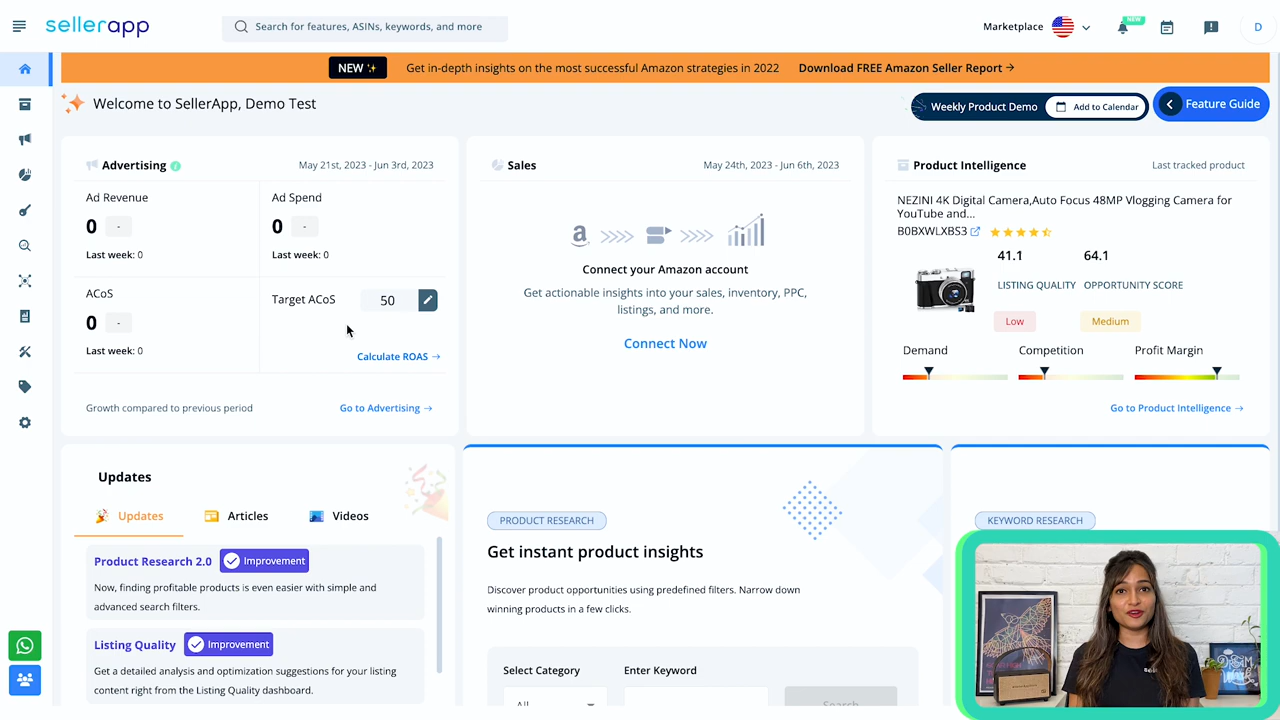 sellerapp
Search for features, ASINs, keywords, and more
Marketplace
NEW
D
NEW
Get in-depth insights on the most successful Amazon strategies in 2022
Download FREE Amazon Seller Report →
Welcome to SellerApp, Demo Test
Weekly Product Demo
Add to Calendar
Feature Guide
Advertising
May 21st, 2023 - Jun 3rd, 2023
Ad Revenue
0 -
Last week: 0
Ad Spend
0 -
Last week: 0
ACoS
0 -
Last week: 0
Target ACoS
50
Calculate ROAS →
Growth compared to previous period
Go to Advertising →
Sales
May 24th, 2023 - Jun 6th, 2023
a
Connect your Amazon account
Get actionable insights into your sales, inventory, PPC,
listings, and more.
Connect Now
Product Intelligence
Last tracked product
NEZINI 4K Digital Camera,Auto Focus 48MP Vlogging Camera for
YouTube and...
B0BXWLXBS3
41.1
LISTING QUALITY
Low
64.1
OPPORTUNITY SCORE
Medium
Demand
Competition
Profit Margin
Go to Product Intelligence →
Updates
Updates
Articles
Videos
Product Research 2.0
Improvement
Now, finding profitable products is even easier with simple and
advanced search filters.
Listing Quality
Improvement
Get a detailed analysis and optimization suggestions for your listing
content right from the Listing Quality dashboard.
PRODUCT RESEARCH
Get instant product insights
Discover product opportunities using predefined filters. Narrow down
winning products in a few clicks.
Select Category
All
Enter Keyword
Search
KEYWORD RESEARCH